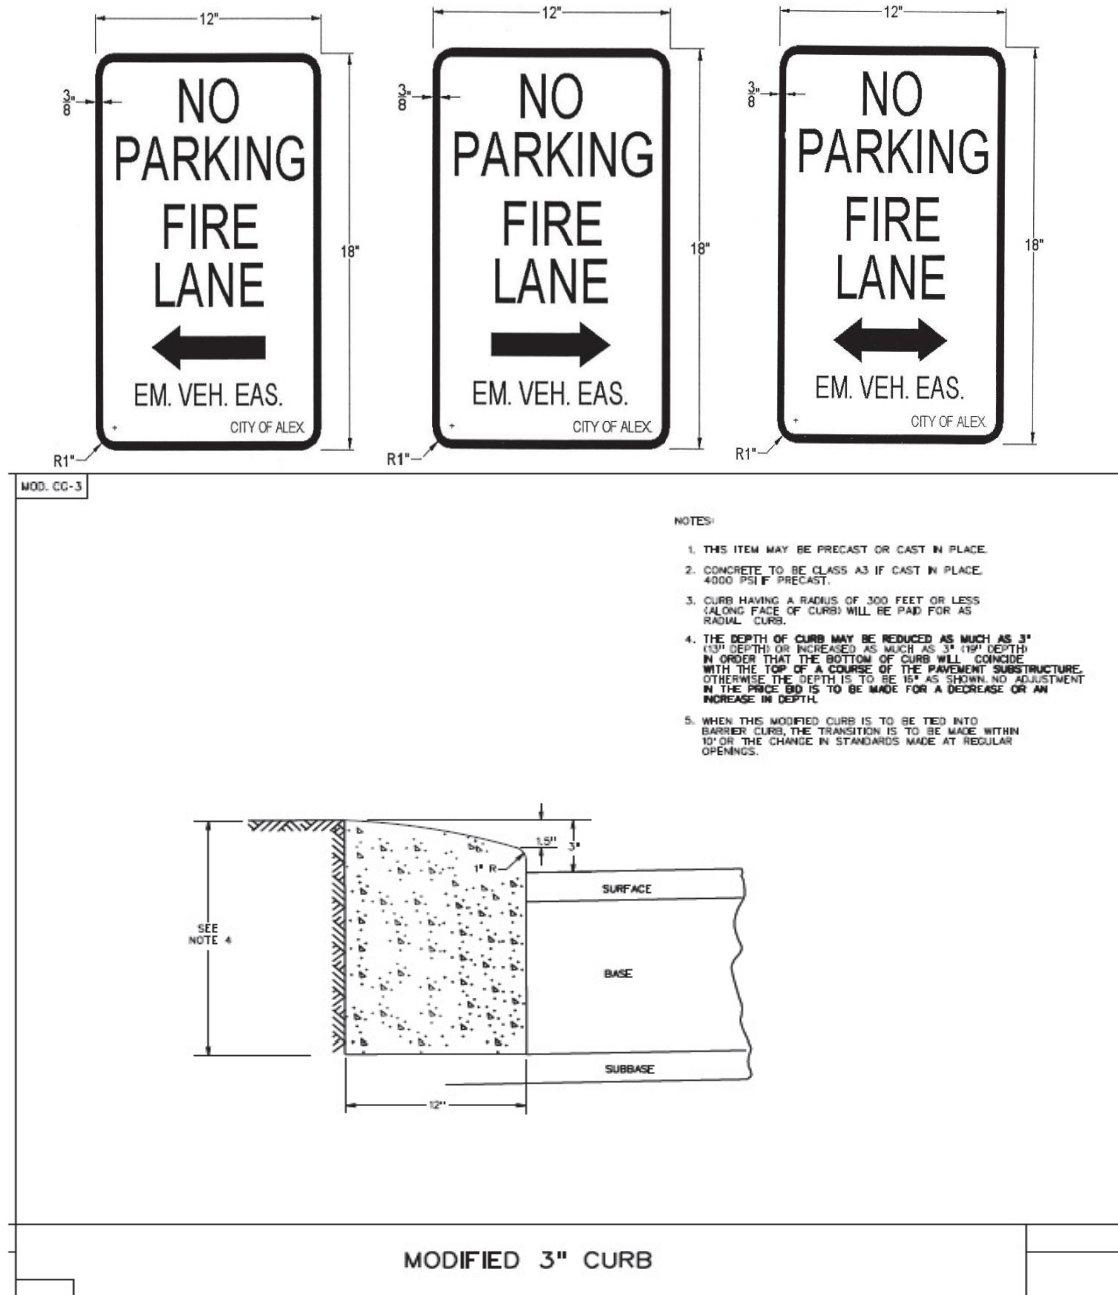 12"
12"
12"
3/8"
3/8"
3/8"
NO
PARKING
FIRE
LANE
EM. VEH. EAS.
CITY OF ALEX.
18"
R1"
NO
PARKING
FIRE
LANE
EM. VEH. EAS.
CITY OF ALEX.
18"
R1"
NO
PARKING
FIRE
LANE
EM. VEH. EAS.
CITY OF ALEX.
18"
R1"
MOD. CG-3
NOTES:
1. THIS ITEM MAY BE PRECAST OR CAST IN PLACE.
2. CONCRETE TO BE CLASS A3 IF CAST IN PLACE,
4000 PSI IF PRECAST.
3. CURB HAVING A RADIUS OF 300 FEET OR LESS
(ALONG FACE OF CURB) WILL BE PAID FOR AS
RADIAL CURB.
4. THE DEPTH OF CURB MAY BE REDUCED AS MUCH AS 3"
(13" DEPTH) OR INCREASED AS MUCH AS 3" (19" DEPTH)
IN ORDER THAT THE BOTTOM OF CURB WILL COINCIDE
WITH THE TOP OF A COURSE OF THE PAVEMENT SUBSTRUCTURE.
OTHERWISE THE DEPTH IS TO BE 16" AS SHOWN. NO ADJUSTMENT
IN THE PRICE BID IS TO BE MADE FOR A DECREASE OR AN
INCREASE IN DEPTH.
5. WHEN THIS MODIFIED CURB IS TO BE TIED INTO
BARRIER CURB, THE TRANSITION IS TO BE MADE WITHIN
10' OR THE CHANGE IN STANDARDS MADE AT REGULAR
OPENINGS.
1.5"
3"
1" R
SURFACE
SEE
NOTE 4
BASE
SUBBASE
12"
MODIFIED 3" CURB